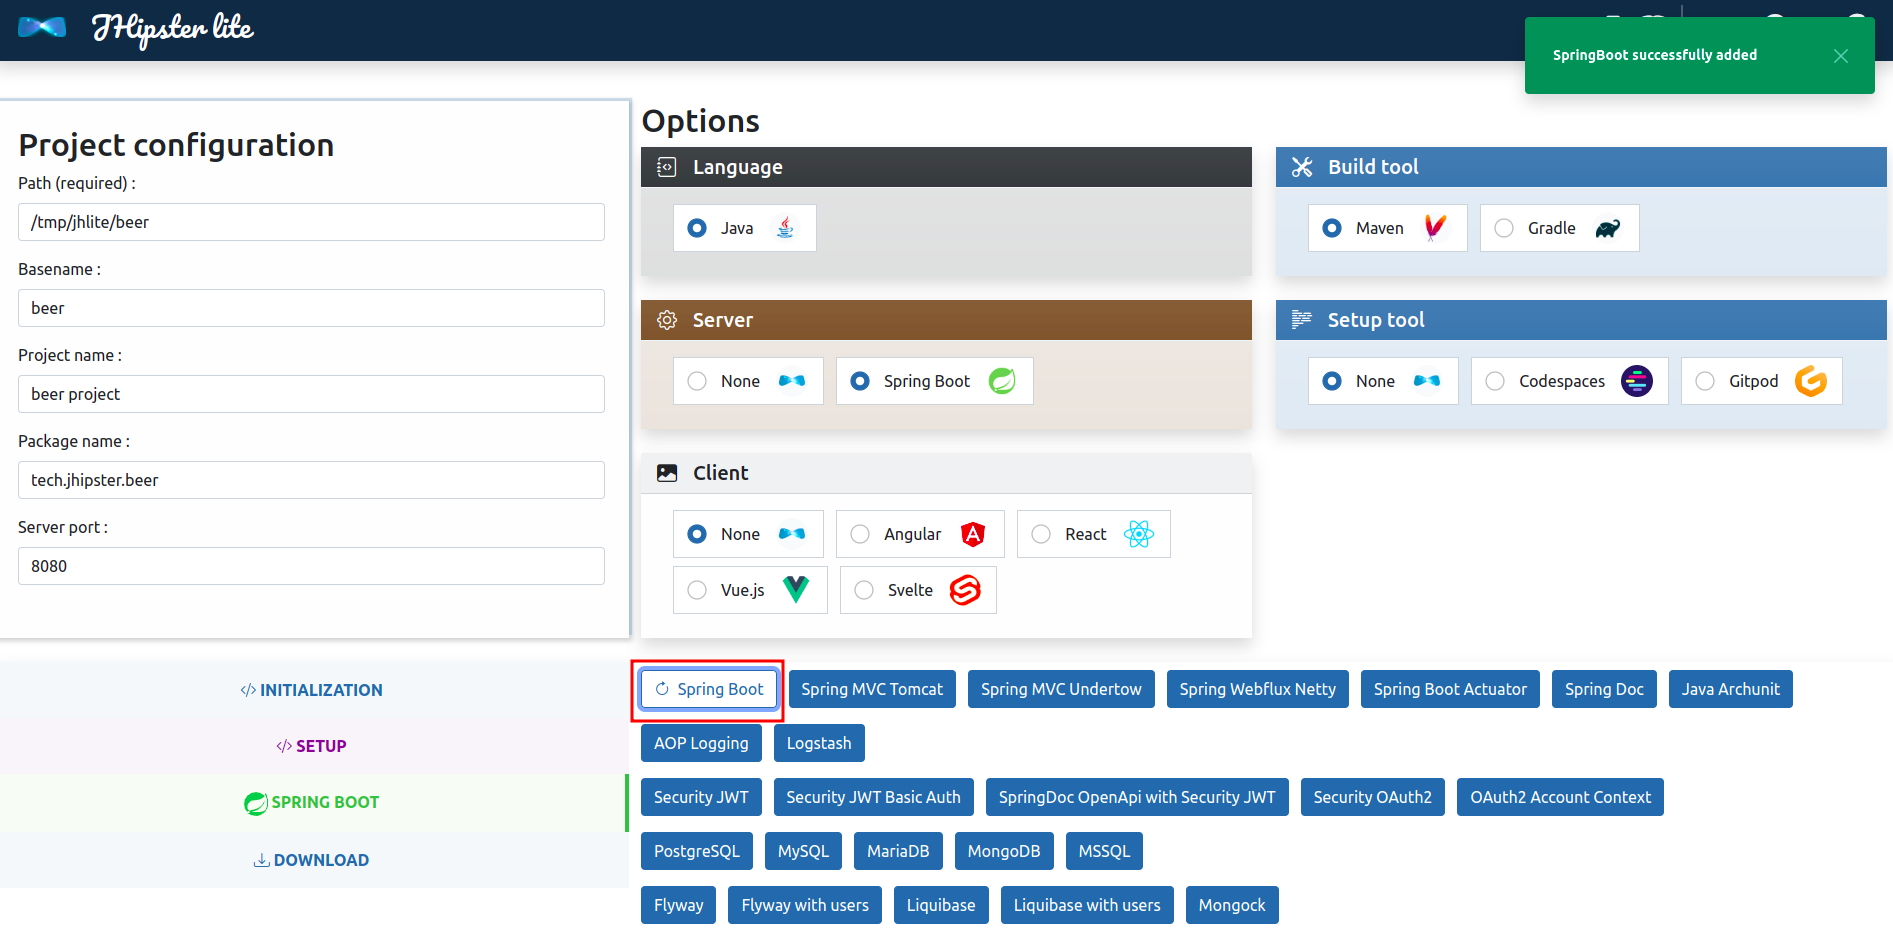 JHipster lite
SpringBoot successfully added
Project configuration
Path (required) :
/tmp/jhlite/beer
Basename :
beer
Project name :
beer project
Package name :
tech.jhipster.beer
Server port :
8080
Options
Language
Java
Build tool
Maven Gradle
Server
None Spring Boot
Setup tool
None Codespaces Gitpod
Client
None Angular React
Vue.js Svelte
</> INITIALIZATION
</> SETUP
SPRING BOOT
DOWNLOAD
Spring Boot Spring MVC Tomcat Spring MVC Undertow Spring Webflux Netty Spring Boot Actuator Spring Doc Java Archunit
AOP Logging Logstash
Security JWT Security JWT Basic Auth SpringDoc OpenApi with Security JWT Security OAuth2 OAuth2 Account Context
PostgreSQL MySQL MariaDB MongoDB MSSQL
Flyway Flyway with users Liquibase Liquibase with users Mongock